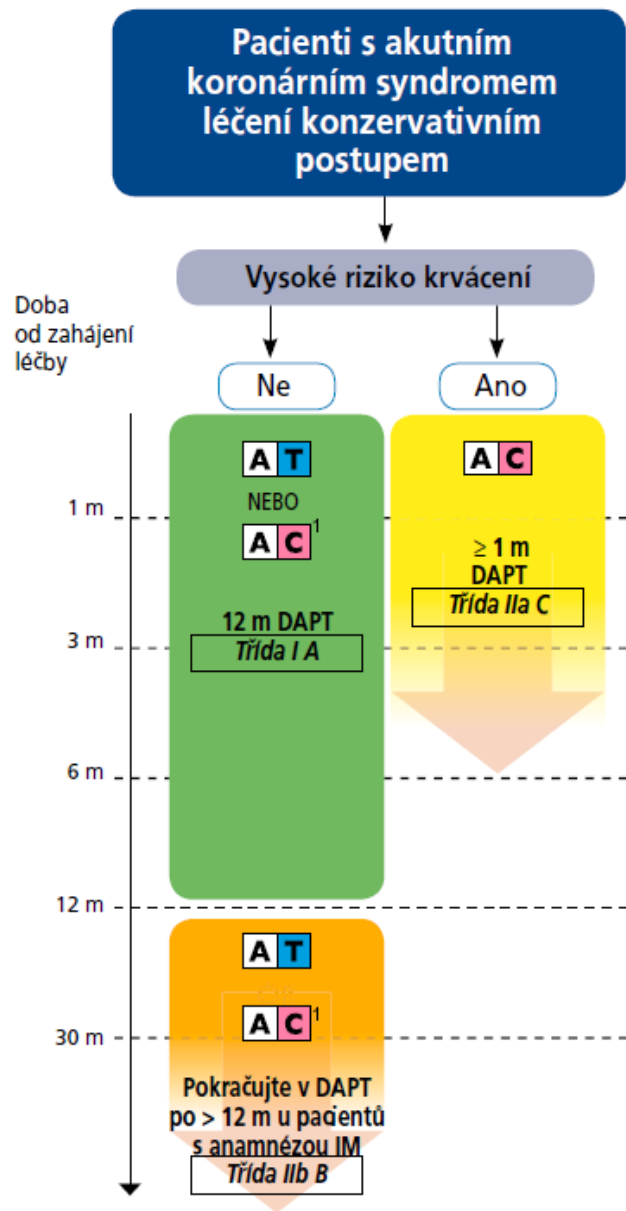 Pacienti s akutním
koronárním syndromem
léčení konzervativním
postupem
Vysoké riziko krvácení
Doba
od zahájení
léčby
Ne
Ano
A T
NEBO
A C 1
12 m DAPT
Třída I A
A C
≥ 1 m
DAPT
Třída IIa C
1 m
3 m
6 m
12 m
30 m
A T
A C 1
Pokračujte v DAPT
po > 12 m u pacientů
s anamnézou IM
Třída IIb B